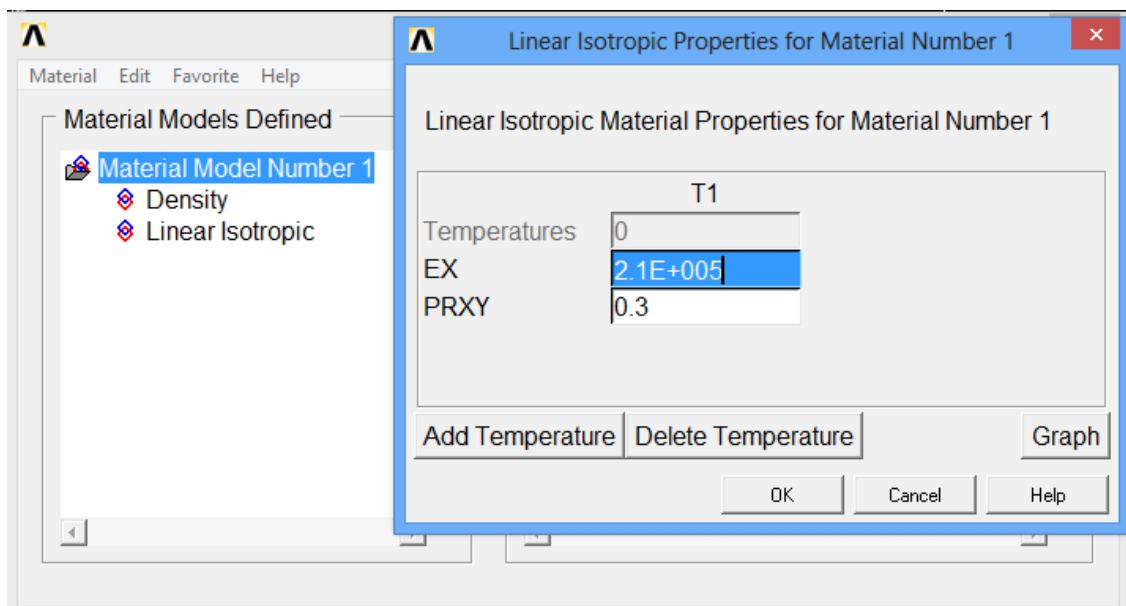 Material Edit Favorite Help
Material Models Defined
Material Model Number 1
Density
Linear Isotropic
Linear Isotropic Properties for Material Number 1
Linear Isotropic Material Properties for Material Number 1
T1
Temperatures 0
EX 2.1E+005
PRXY 0.3
Add Temperature Delete Temperature Graph
OK Cancel Help